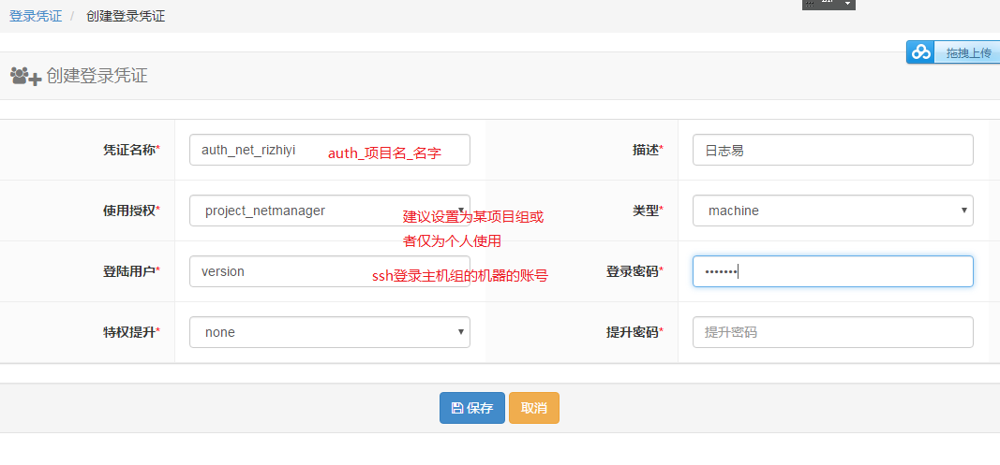 登录凭证 / 创建登录凭证
拖拽上传
创建登录凭证
凭证名称* auth_net_rizhiyi auth_项目名_名字 描述* 日志易
使用授权* project_netmanager 类型* machine
建议设置为某项目组或
者仅为个人使用
登陆用户* version ssh登录主机组的机器的账号 登录密码* •••••••
特权提升* none 提升密码* 提升密码
保存 取消